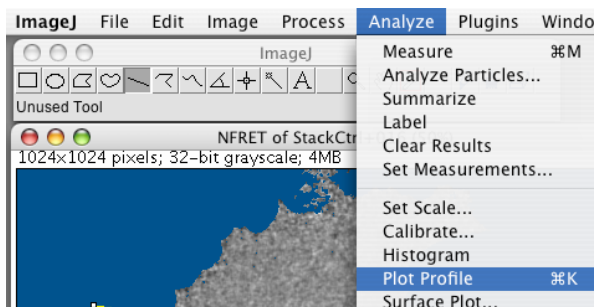 ImageJ File Edit Image Process Analyze Plugins Windo
ImageJ
A
Unused Tool
NFRET of StackCtr
1024x1024 pixels; 32-bit grayscale; 4MB
Measure ⌘M
Analyze Particles...
Summarize
Label
Clear Results
Set Measurements...
Set Scale...
Calibrate...
Histogram
Plot Profile ⌘K
Surface Plot...